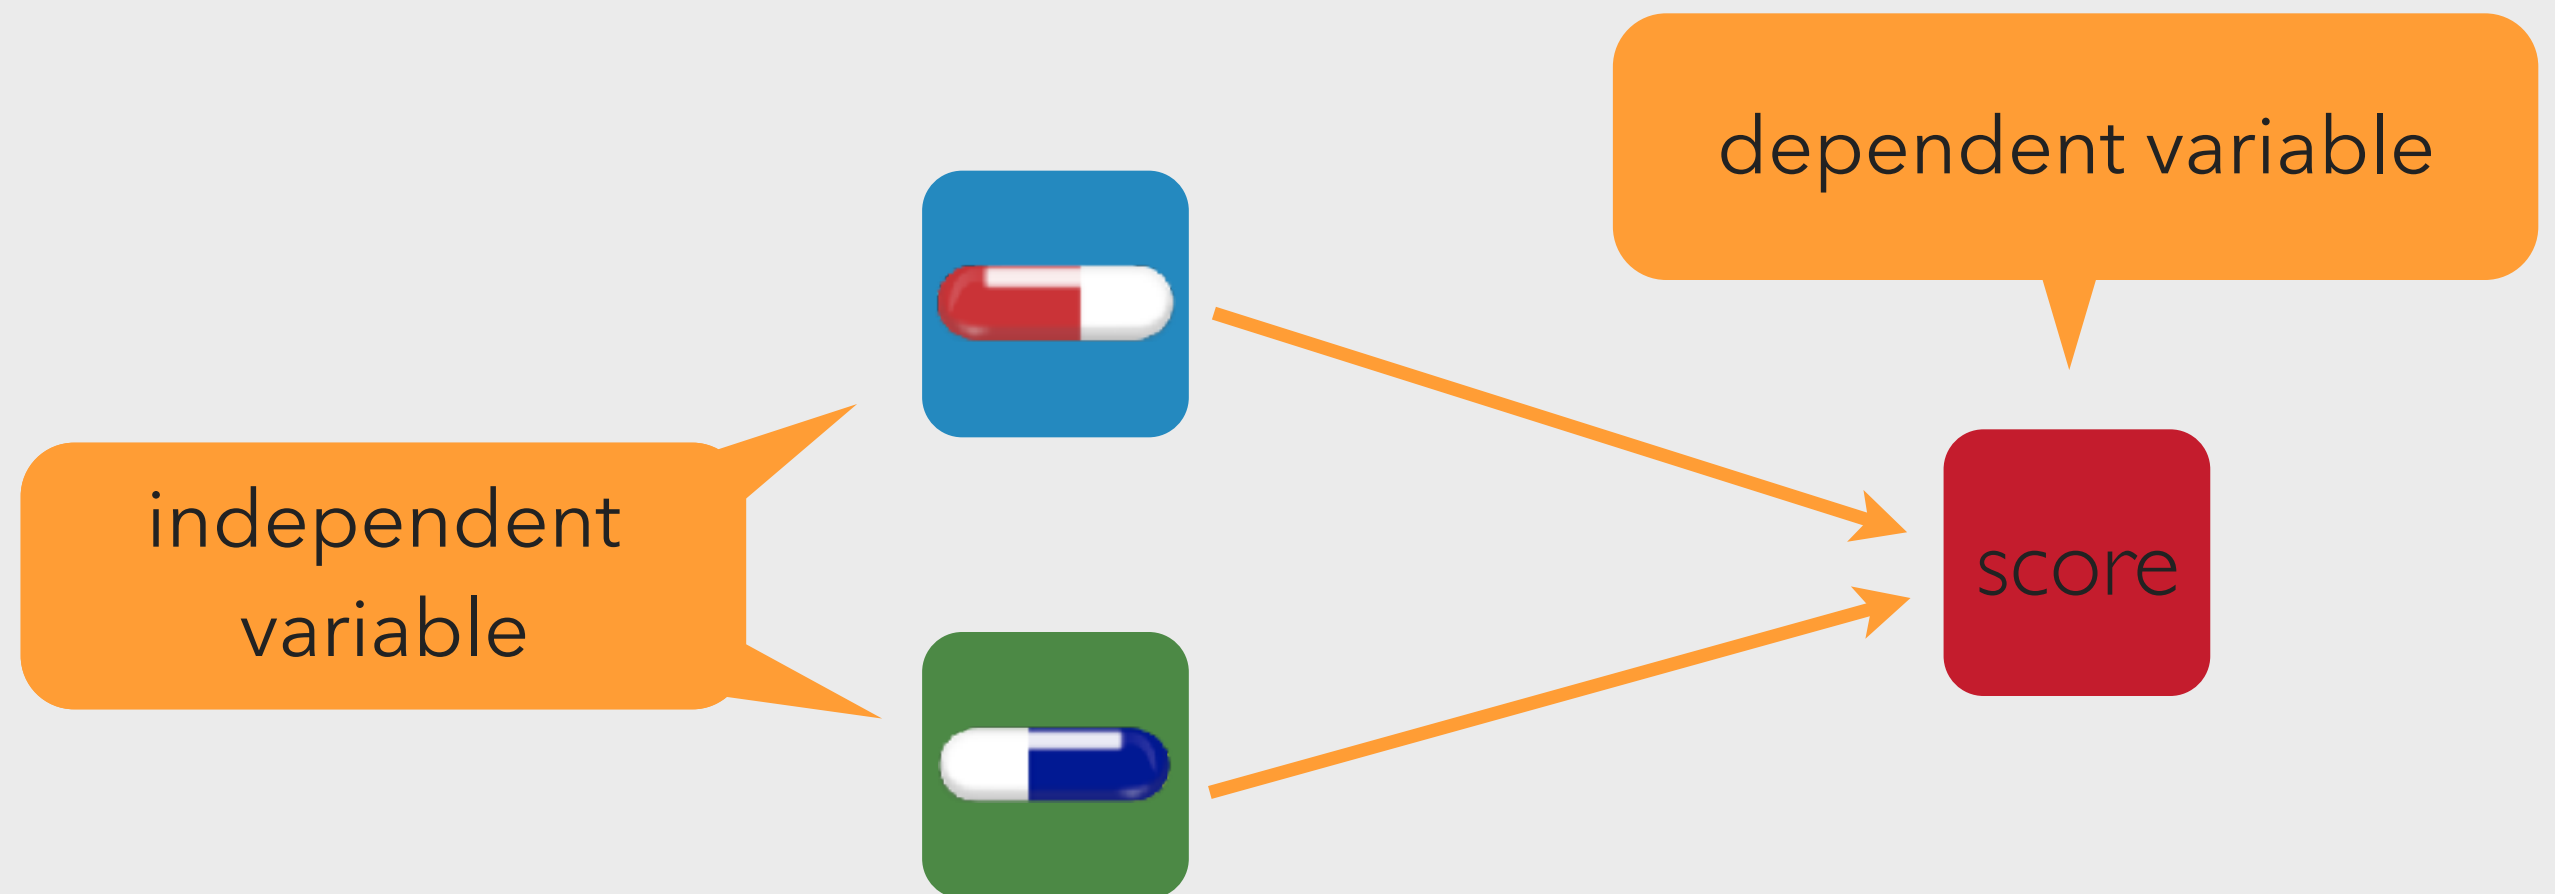 dependent variable
independent
variable
score